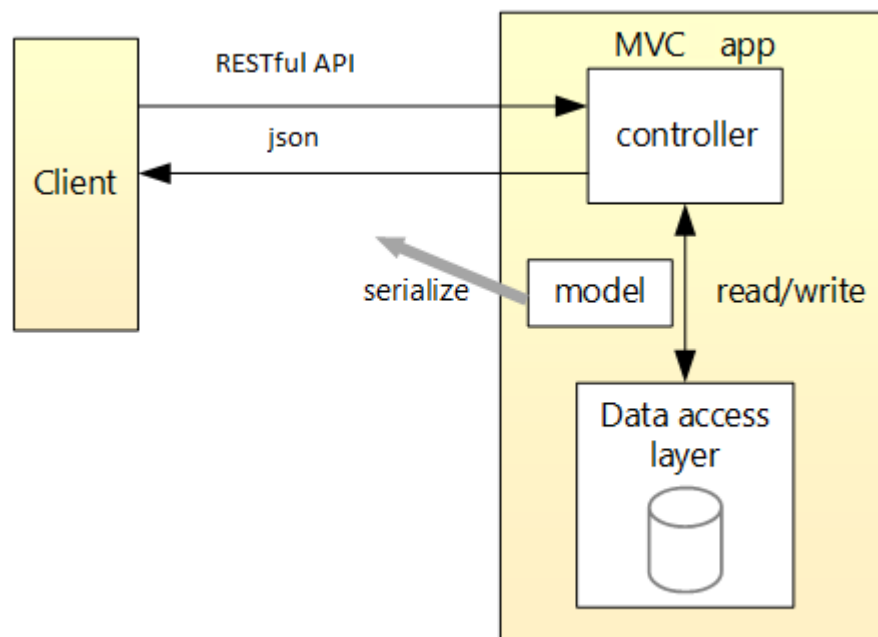 MVC app
RESTful API
controller
json
Client
serialize
model
read/write
Data access
layer